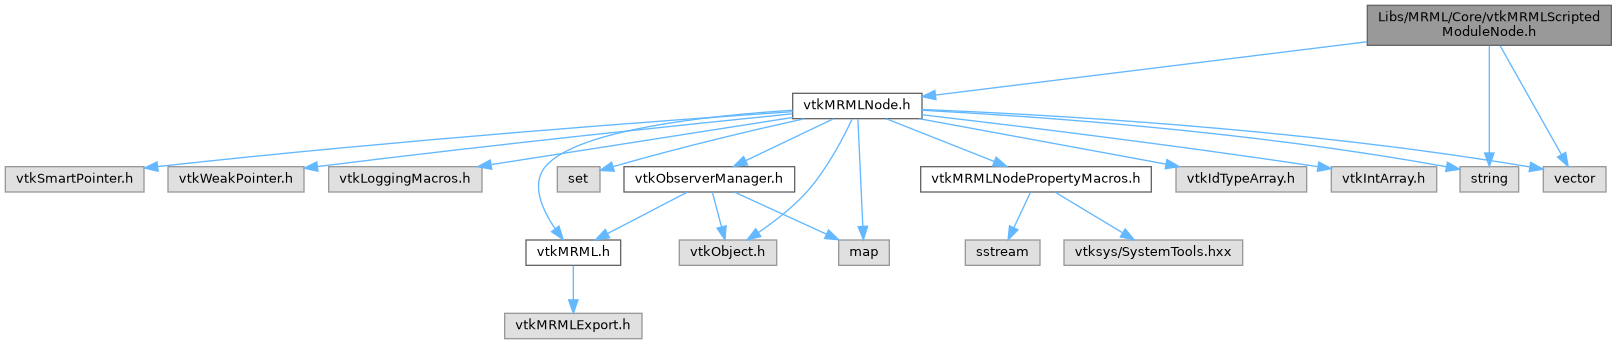 Libs/MRML/Core/vtkMRMLScripted
ModuleNode.h
vtkMRMLNode.h
vtkSmartPointer.h
vtkWeakPointer.h
vtkLoggingMacros.h
set
vtkObserverManager.h
vtkMRMLNodePropertyMacros.h
vtkIdTypeArray.h
vtkIntArray.h
string
vector
vtkMRML.h
vtkObject.h
map
sstream
vtksys/SystemTools.hxx
vtkMRMLExport.h